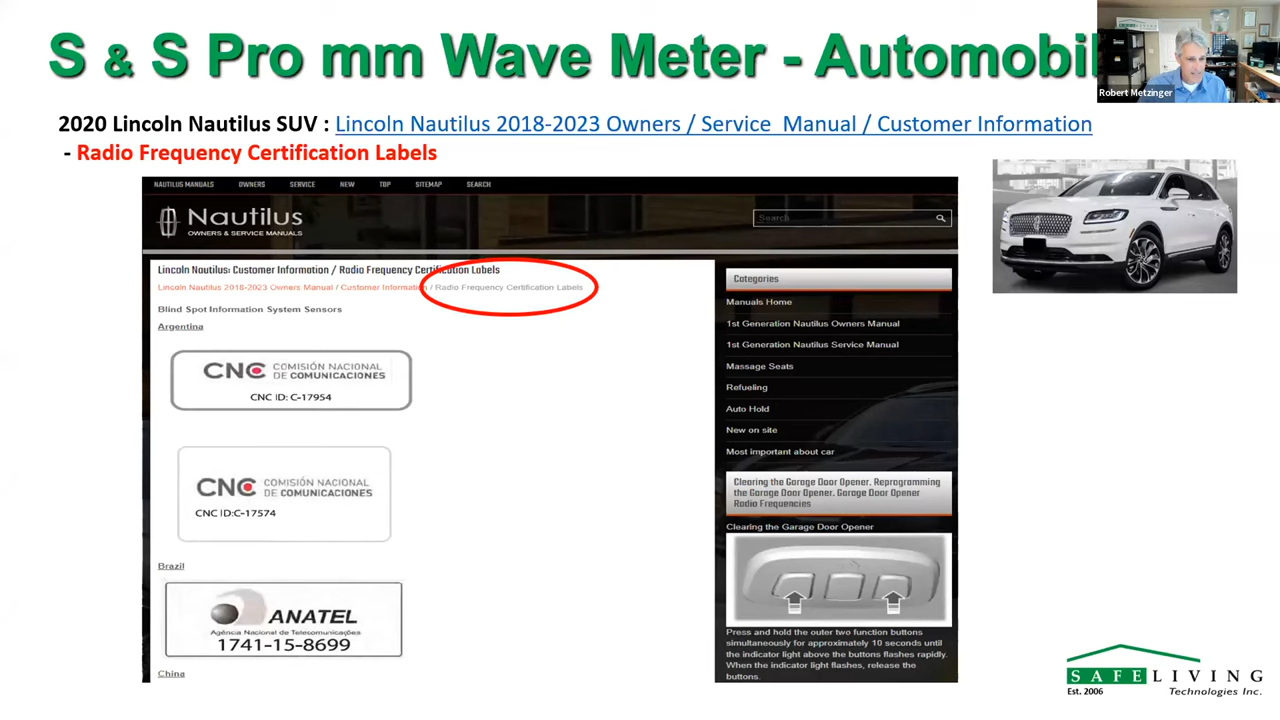 S & S Pro mm Wave Meter - Automobil
Robert Metzinger
2020 Lincoln Nautilus SUV : Lincoln Nautilus 2018-2023 Owners / Service Manual / Customer Information
- Radio Frequency Certification Labels
NAUTILUS MANUALS OWNERS SERVICE NEW TOP SITEMAP SEARCH
Nautilus
OWNERS & SERVICE MANUALS
Search
Lincoln Nautilus: Customer Information / Radio Frequency Certification Labels
Lincoln Nautilus 2018-2023 Owners Manual / Customer Information / Radio Frequency Certification Labels
Blind Spot Information System Sensors
Argentina
CNC COMISIÓN NACIONAL
DE COMUNICACIONES
CNC ID: C-17954
CNC COMISIÓN NACIONAL
DE COMUNICACIONES
CNC ID:C-17574
Brazil
ANATEL
Agência Nacional de Telecomunicações
1741-15-8699
China
Categories
Manuals Home
1st Generation Nautilus Owners Manual
1st Generation Nautilus Service Manual
Massage Seats
Refueling
Auto Hold
New on site
Most important about car
Clearing the Garage Door Opener. Reprogramming
the Garage Door Opener. Garage Door Opener
Radio Frequencies
Clearing the Garage Door Opener
Press and hold the outer two function buttons
simultaneously for approximately 10 seconds until
the indicator light above the buttons flashes rapidly.
When the indicator light flashes, release the
buttons.
SAFELIVING
Est. 2006 Technologies Inc.